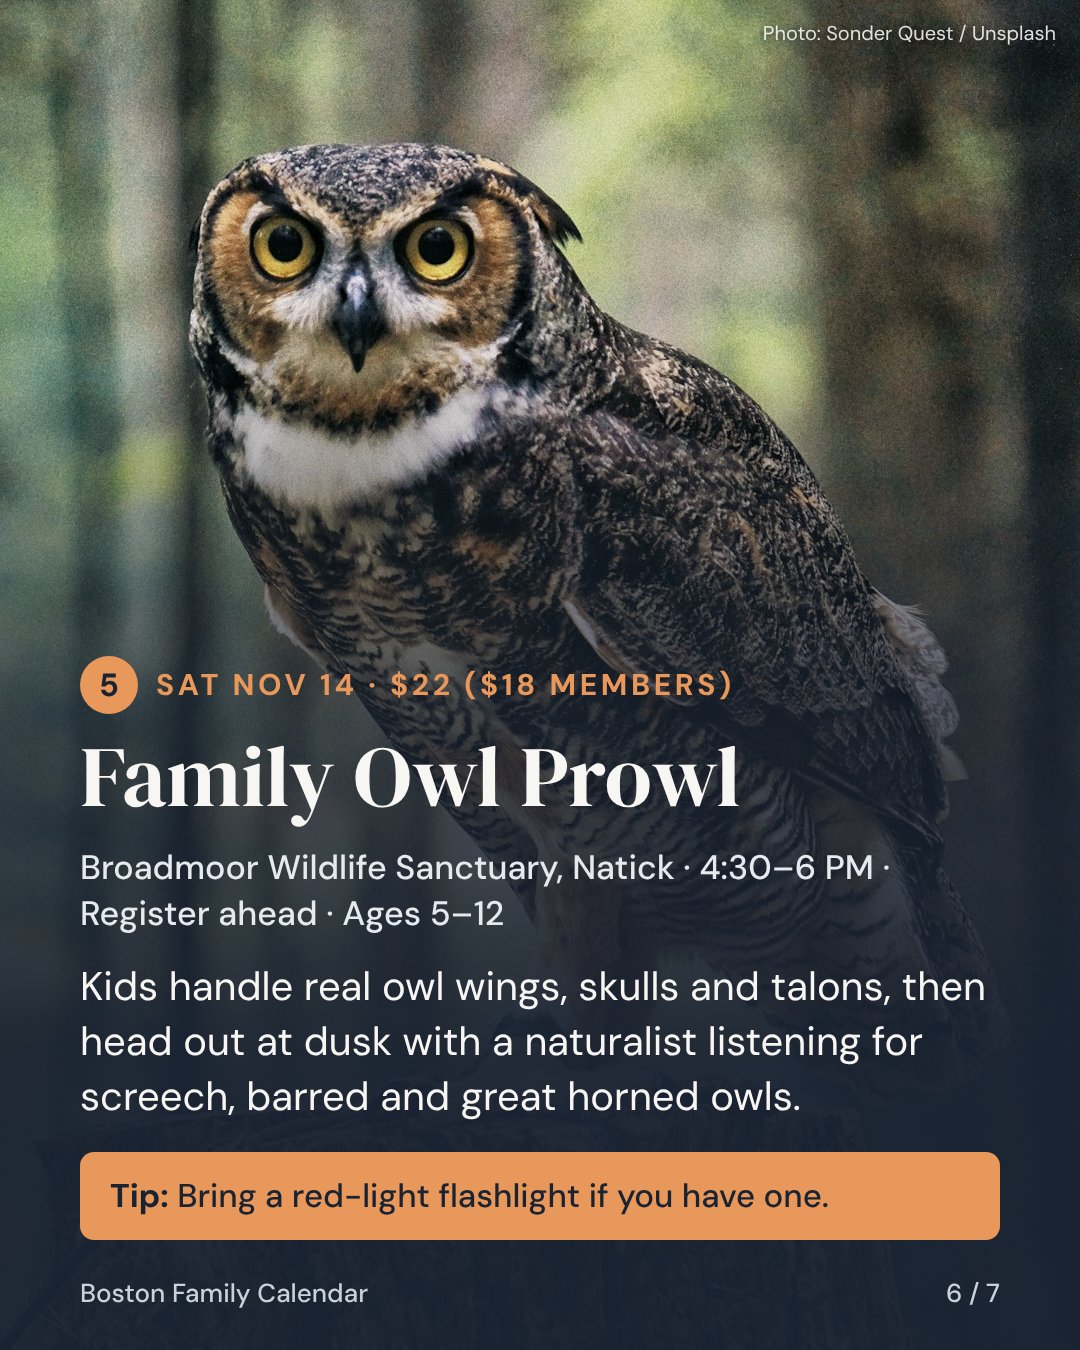 Photo: Sonder Quest / Unsplash
5 SAT NOV 14 · $22 ($18 MEMBERS)
Family Owl Prowl
Broadmoor Wildlife Sanctuary, Natick · 4:30–6 PM ·
Register ahead · Ages 5–12
Kids handle real owl wings, skulls and talons, then
head out at dusk with a naturalist listening for
screech, barred and great horned owls.
Tip: Bring a red-light flashlight if you have one.
Boston Family Calendar
6 / 7